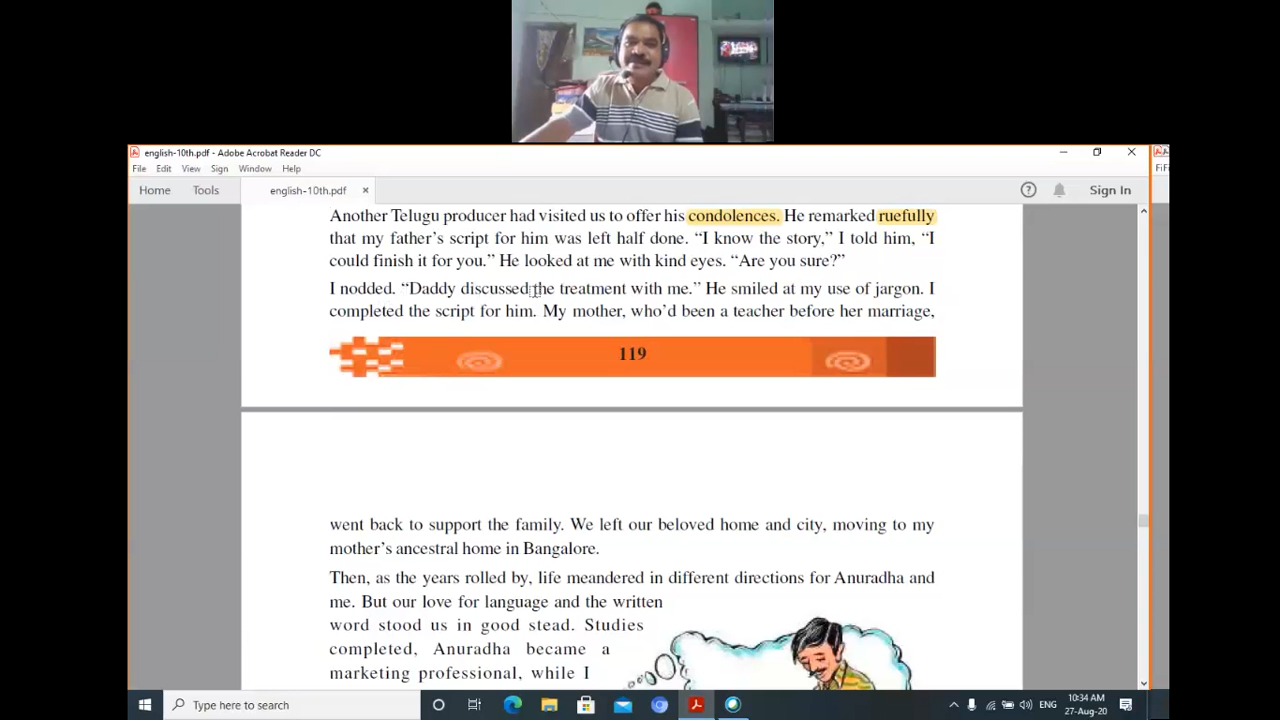 english-10th.pdf - Adobe Acrobat Reader DC
File Edit View Sign Window Help
Home Tools english-10th.pdf × ? Sign In
Another Telugu producer had visited us to offer his condolences. He remarked ruefully
that my father's script for him was left half done. “I know the story,” I told him, “I
could finish it for you.” He looked at me with kind eyes. “Are you sure?”
I nodded. “Daddy discussed the treatment with me.” He smiled at my use of jargon. I
completed the script for him. My mother, who'd been a teacher before her marriage,
119
went back to support the family. We left our beloved home and city, moving to my
mother's ancestral home in Bangalore.
Then, as the years rolled by, life meandered in different directions for Anuradha and
me. But our love for language and the written
word stood us in good stead. Studies
completed, Anuradha became a
marketing professional, while I
Type here to search
ENG
10:34 AM
27-Aug-20